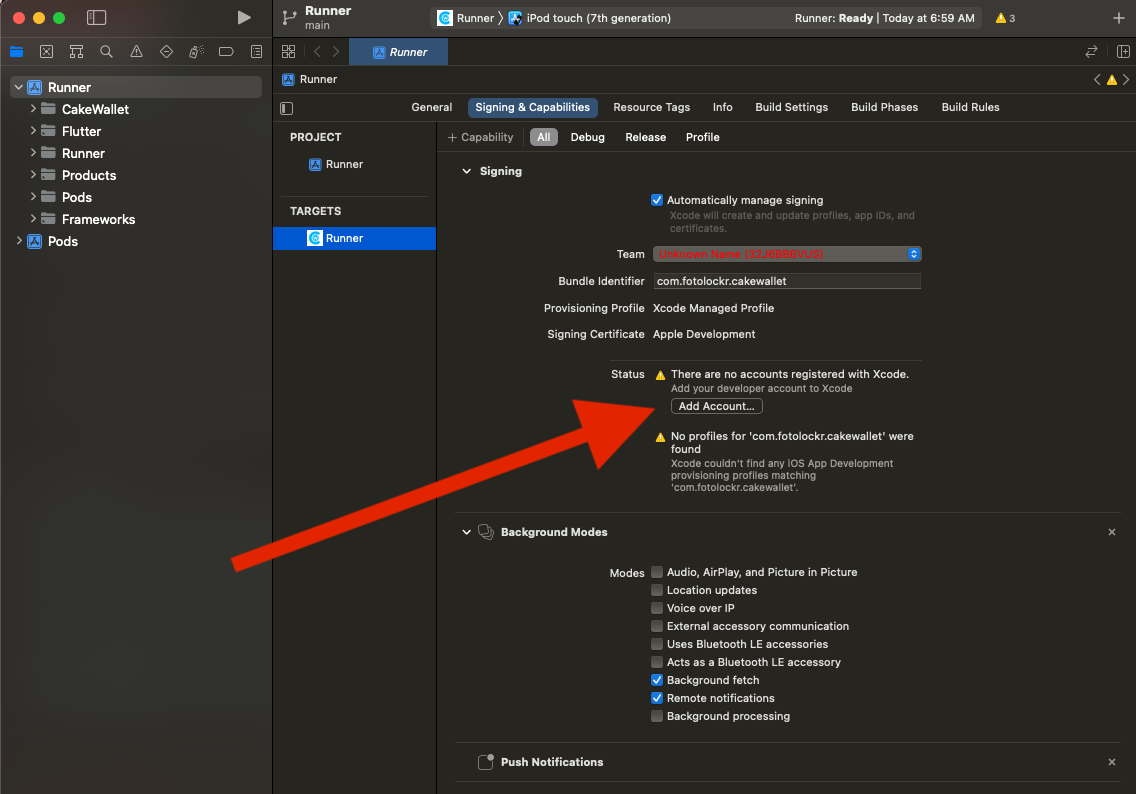 Runner
main
Runner
iPod touch (7th generation)
Runner: Ready | Today at 6:59 AM
3
Runner
Runner
CakeWallet
Flutter
Runner
Products
Pods
Frameworks
Pods
Runner
General
Signing & Capabilities
Resource Tags
Info
Build Settings
Build Phases
Build Rules
PROJECT
Runner
TARGETS
Runner
+ Capability
All
Debug
Release
Profile
Signing
Automatically manage signing
Xcode will create and update profiles, app IDs, and
certificates.
Team
Unknown Name (32J6BB6VUS)
Bundle Identifier
com.fotolockr.cakewallet
Provisioning Profile
Xcode Managed Profile
Signing Certificate
Apple Development
Status
There are no accounts registered with Xcode.
Add your developer account to Xcode
Add Account...
No profiles for 'com.fotolockr.cakewallet' were
found
Xcode couldn't find any iOS App Development
provisioning profiles matching
'com.fotolockr.cakewallet'.
Background Modes
Modes
Audio, AirPlay, and Picture in Picture
Location updates
Voice over IP
External accessory communication
Uses Bluetooth LE accessories
Acts as a Bluetooth LE accessory
Background fetch
Remote notifications
Background processing
Push Notifications